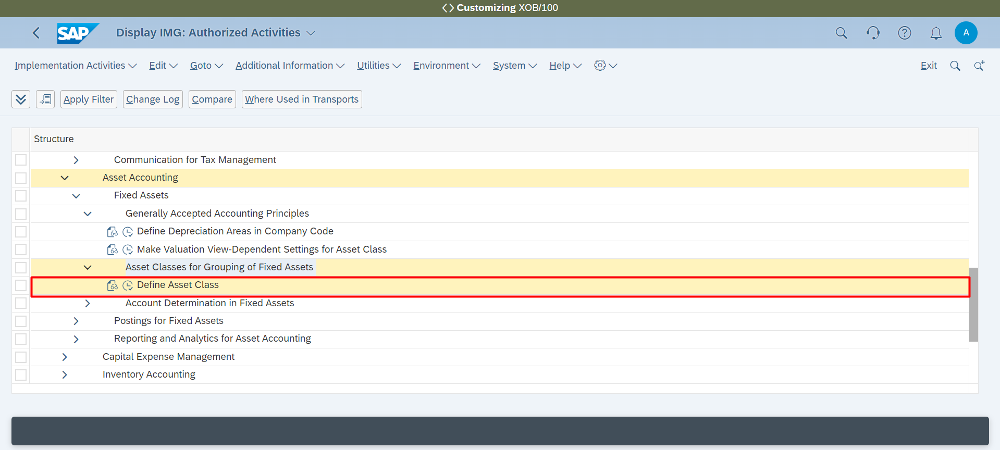 Customizing XOB/100
SAP Display IMG: Authorized Activities A
Implementation Activities Edit Goto Additional Information Utilities Environment System Help Exit
Apply Filter Change Log Compare Where Used in Transports
Structure
Communication for Tax Management
Asset Accounting
Fixed Assets
Generally Accepted Accounting Principles
Define Depreciation Areas in Company Code
Make Valuation View-Dependent Settings for Asset Class
Asset Classes for Grouping of Fixed Assets
Define Asset Class
Account Determination in Fixed Assets
Postings for Fixed Assets
Reporting and Analytics for Asset Accounting
Capital Expense Management
Inventory Accounting